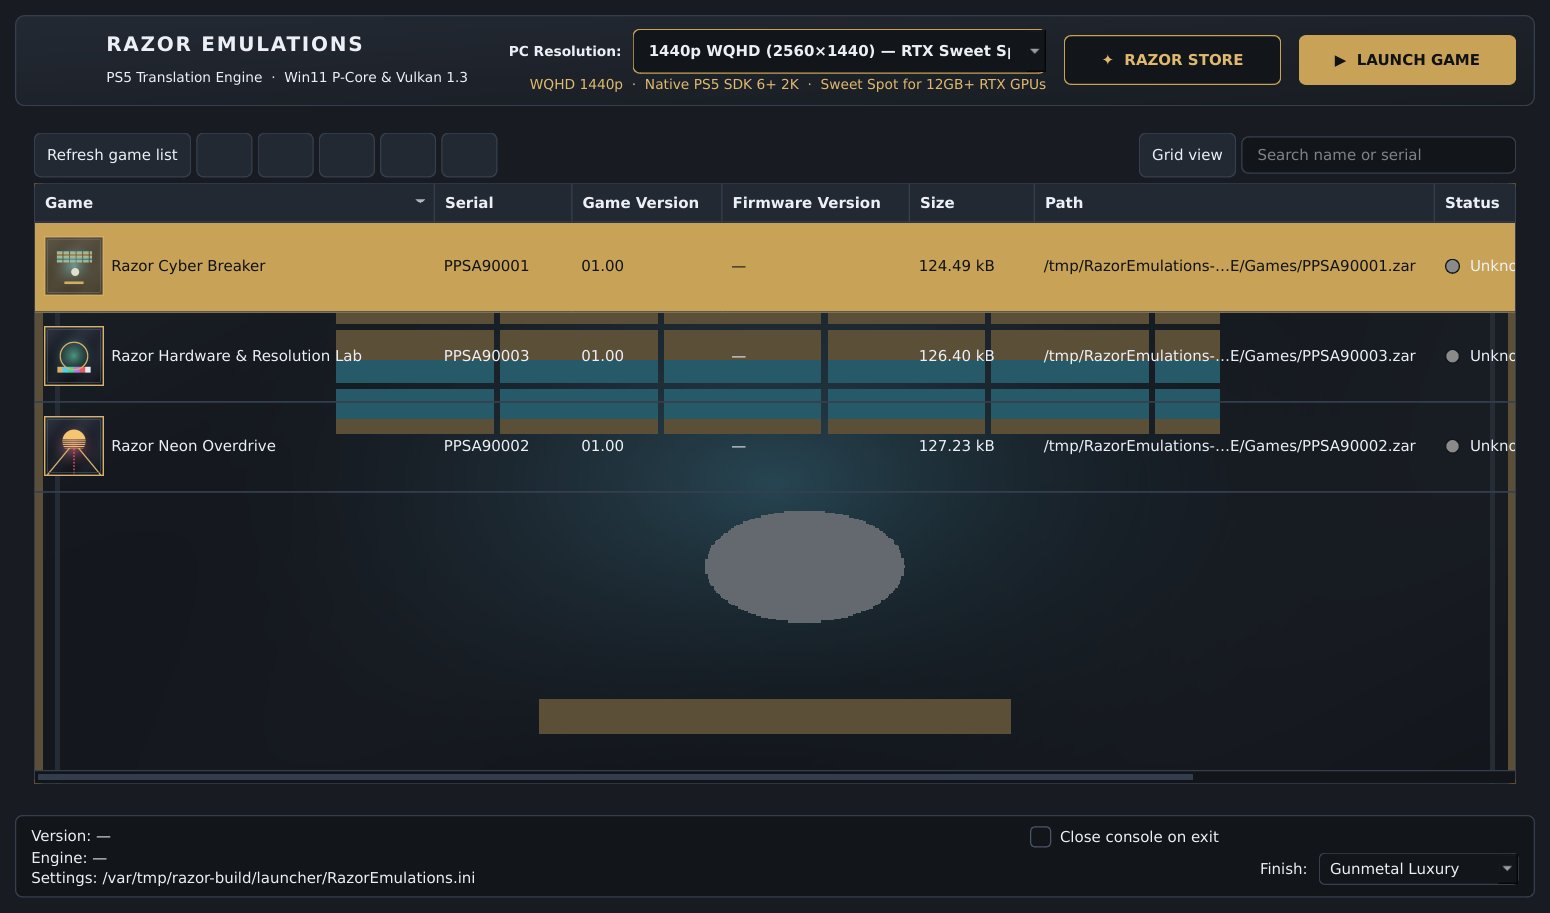 RAZOR EMULATIONS
PS5 Translation Engine · Win11 P-Core & Vulkan 1.3
PC Resolution:
1440p WQHD (2560×1440) — RTX Sweet
WQHD 1440p · Native PS5 SDK 6+ 2K · Sweet Spot for 12GB+ RTX GPUs
✦ RAZOR STORE
▶ LAUNCH GAME
Refresh game list
Grid view
Search name or serial
Game Serial Game Version Firmware Version Size Path Status
Razor Cyber Breaker PPSA90001 01.00 — 124.49 kB /tmp/RazorEmulations-...E/Games/PPSA90001.zar
Razor Hardware & Resolution Lab PPSA90003 01.00 — 126.40 kB /tmp/RazorEmulations-...E/Games/PPSA90003.zar
Razor Neon Overdrive PPSA90002 01.00 — 127.23 kB /tmp/RazorEmulations-...E/Games/PPSA90002.zar
Version: —
Engine: —
Settings: /var/tmp/razor-build/launcher/RazorEmulations.ini
Close console on exit
Finish: Gunmetal Luxury